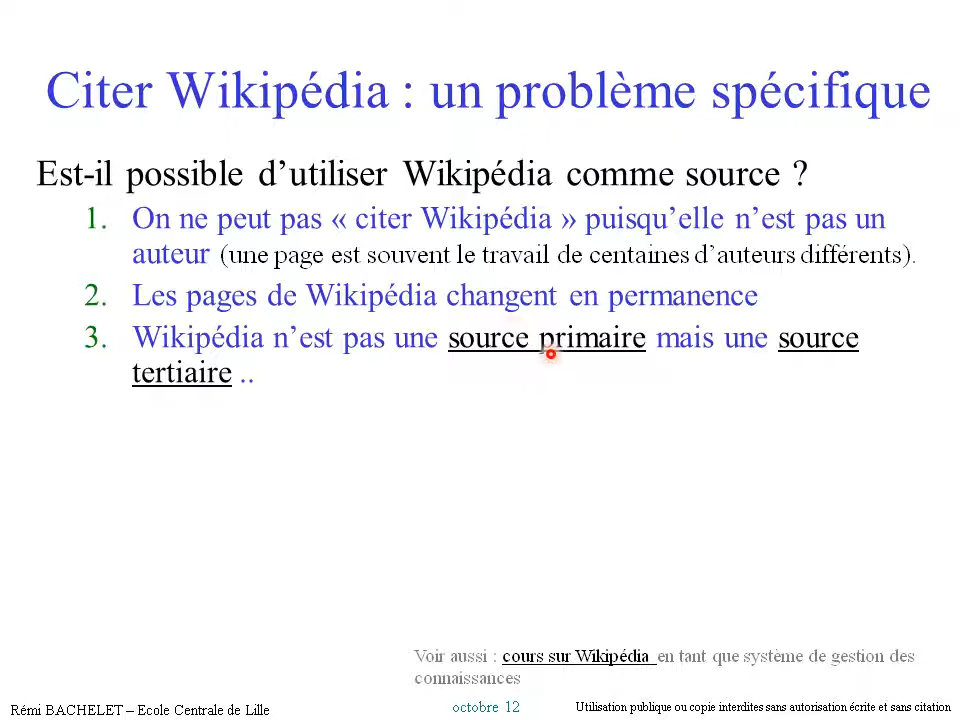 Citer Wikipédia : un problème spécifique
Est-il possible d’utiliser Wikipédia comme source ?
1. On ne peut pas « citer Wikipédia » puisqu’elle n’est pas un
auteur (une page est souvent le travail de centaines d’auteurs différents).
2. Les pages de Wikipédia changent en permanence
3. Wikipédia n’est pas une source primaire mais une source
tertiaire ..
Voir aussi : cours sur Wikipédia en tant que système de gestion des
connaissances
Rémi BACHELET – Ecole Centrale de Lille
octobre 12
Utilisation publique ou copie interdites sans autorisation écrite et sans citation